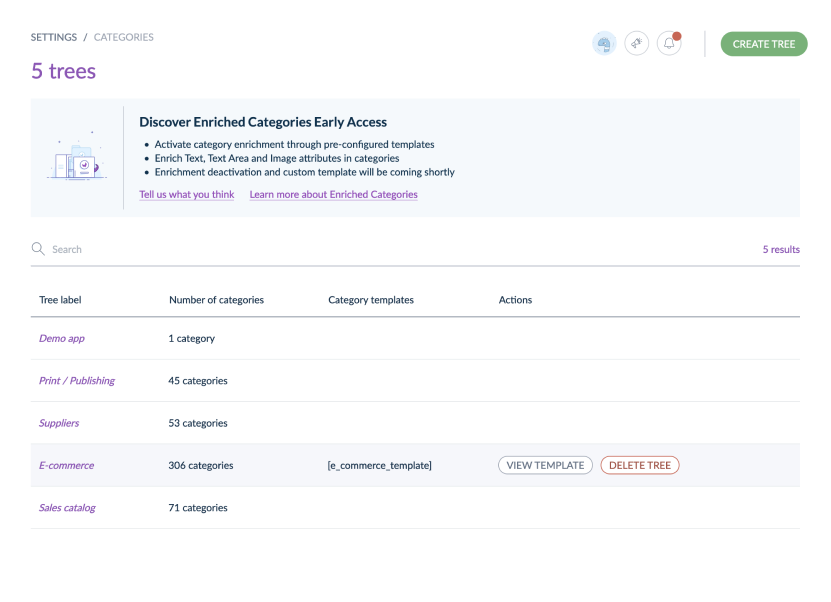 SETTINGS / CATEGORIES
CREATE TREE
5 trees
Discover Enriched Categories Early Access
• Activate category enrichment through pre-configured templates
• Enrich Text, Text Area and Image attributes in categories
• Enrichment deactivation and custom template will be coming shortly
Tell us what you think Learn more about Enriched Categories
Search 5 results
Tree label Number of categories Category templates Actions
Demo app 1 category
Print / Publishing 45 categories
Suppliers 53 categories
E-commerce 306 categories [e_commerce_template] VIEW TEMPLATE DELETE TREE
Sales catalog 71 categories